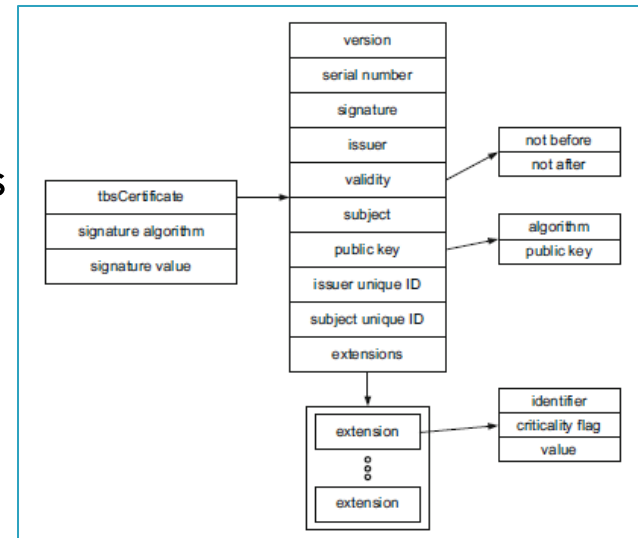 s
tbsCertificate
signature algorithm
signature value
version
serial number
signature
issuer
validity
subject
public key
issuer unique ID
subject unique ID
extensions
not before
not after
algorithm
public key
extension
extension
identifier
criticality flag
value